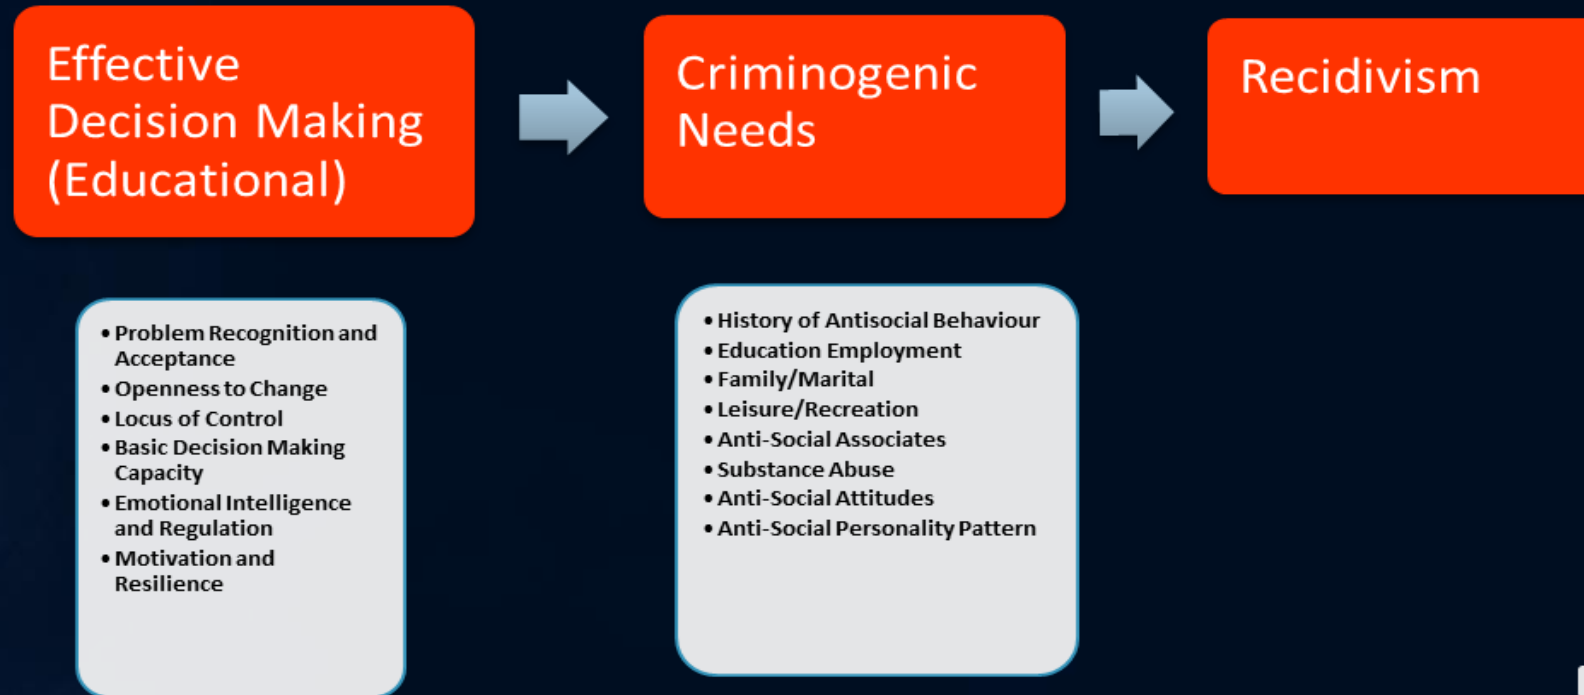 Effective
Decision Making
(Educational)
Criminogenic
Needs
Recidivism
• Problem Recognition and
Acceptance
• Openness to Change
• Locus of Control
• Basic Decision Making
Capacity
• Emotional Intelligence
and Regulation
• Motivation and
Resilience
• History of Antisocial Behaviour
• Education Employment
• Family/Marital
• Leisure/Recreation
• Anti-Social Associates
• Substance Abuse
• Anti-Social Attitudes
• Anti-Social Personality Pattern